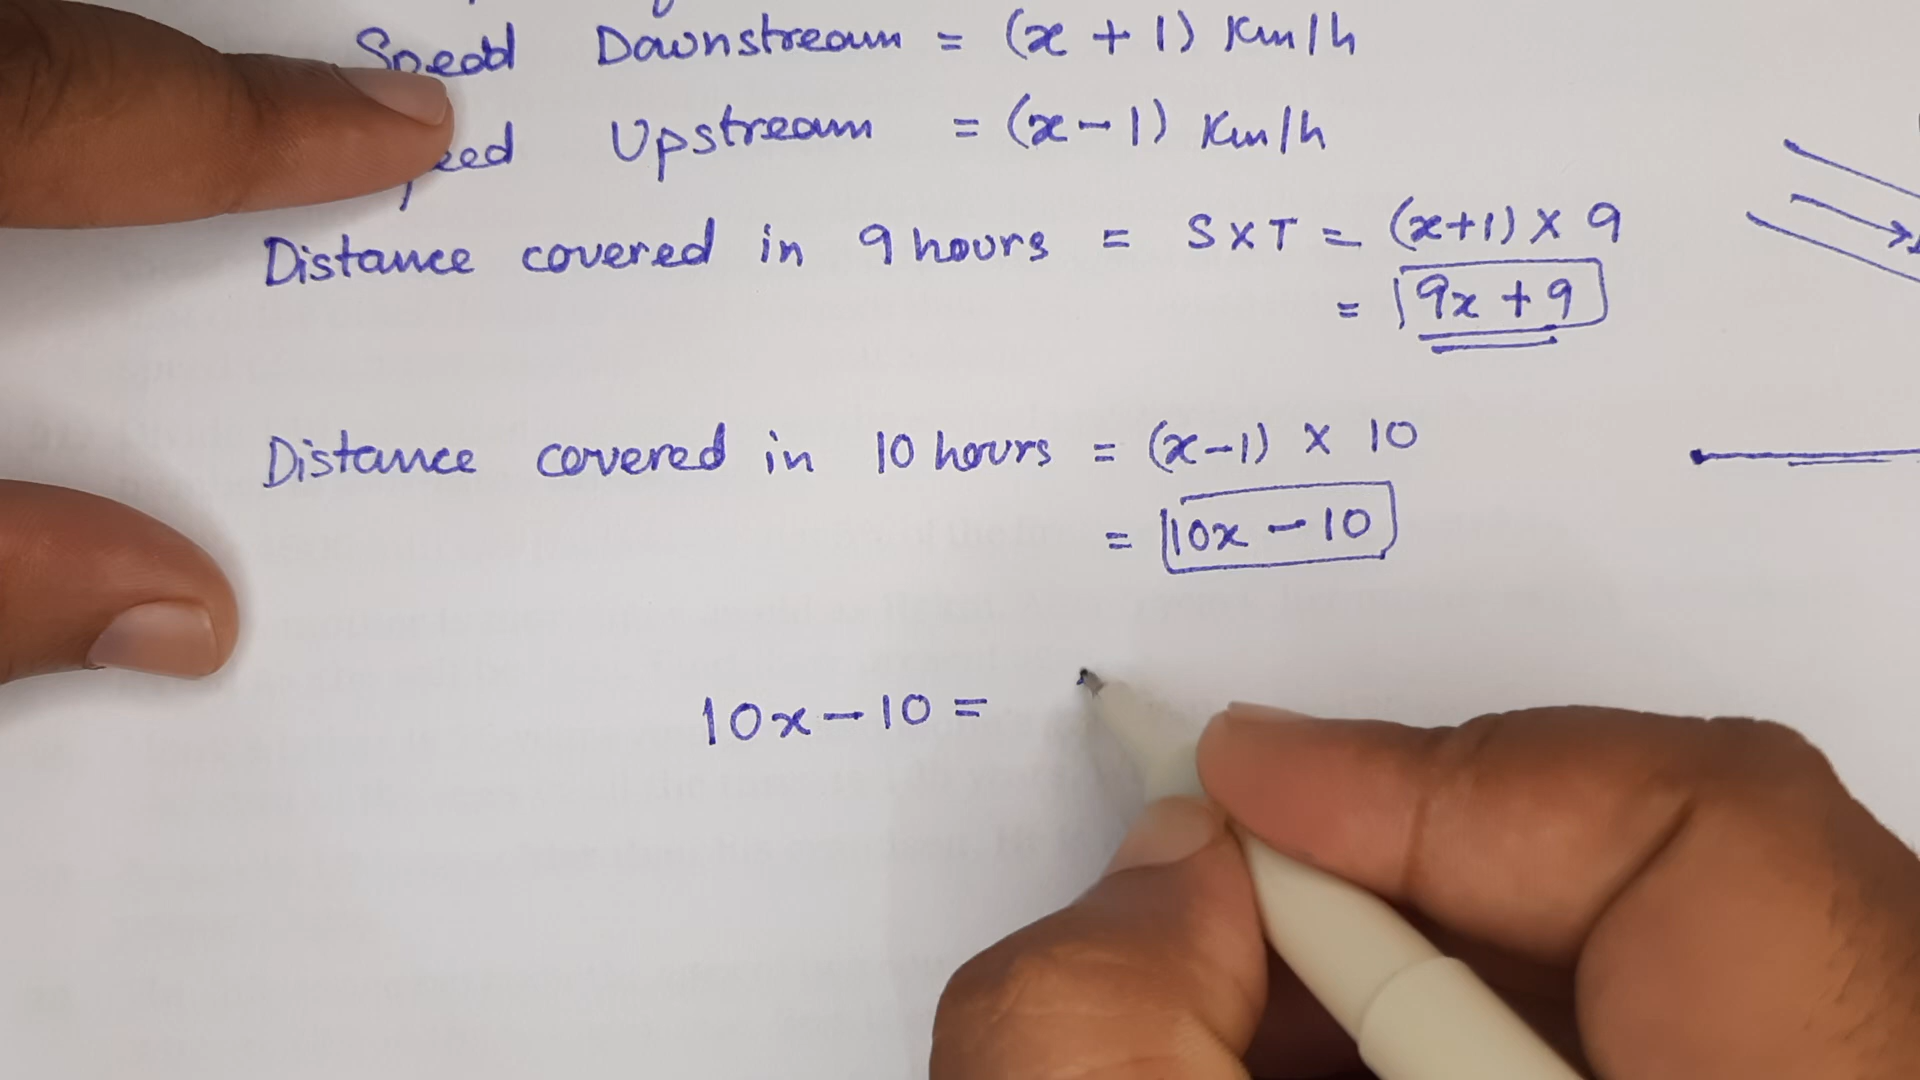 Speed Downstream = (x + 1) Km/h
Upstream = (x - 1) Km/h
Distance covered in 9 hours = S x T = (x+1) x 9
= 9x + 9
Distance covered in 10 hours = (x-1) x 10
= 10x - 10
10x - 10 =